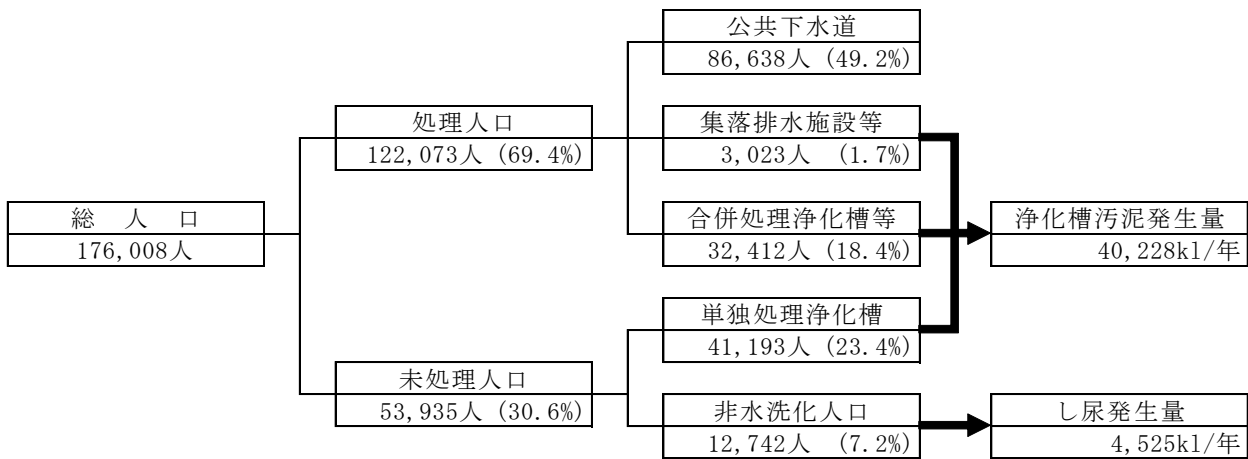 総　人　口
176,008人
処理人口
122,073人 (69.4%)
未処理人口
53,935人 (30.6%)
公共下水道
86,638人 (49.2%)
集落排水施設等
3,023人　(1.7%)
合併処理浄化槽等
32,412人 (18.4%)
単独処理浄化槽
41,193人 (23.4%)
非水洗化人口
12,742人　(7.2%)
浄化槽汚泥発生量
40,228kl/年
し尿発生量
4,525kl/年